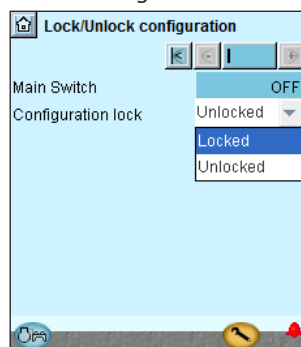 Lock/Unlock configuration
Main Switch OFF
Configuration lock Unlocked
Locked
Unlocked